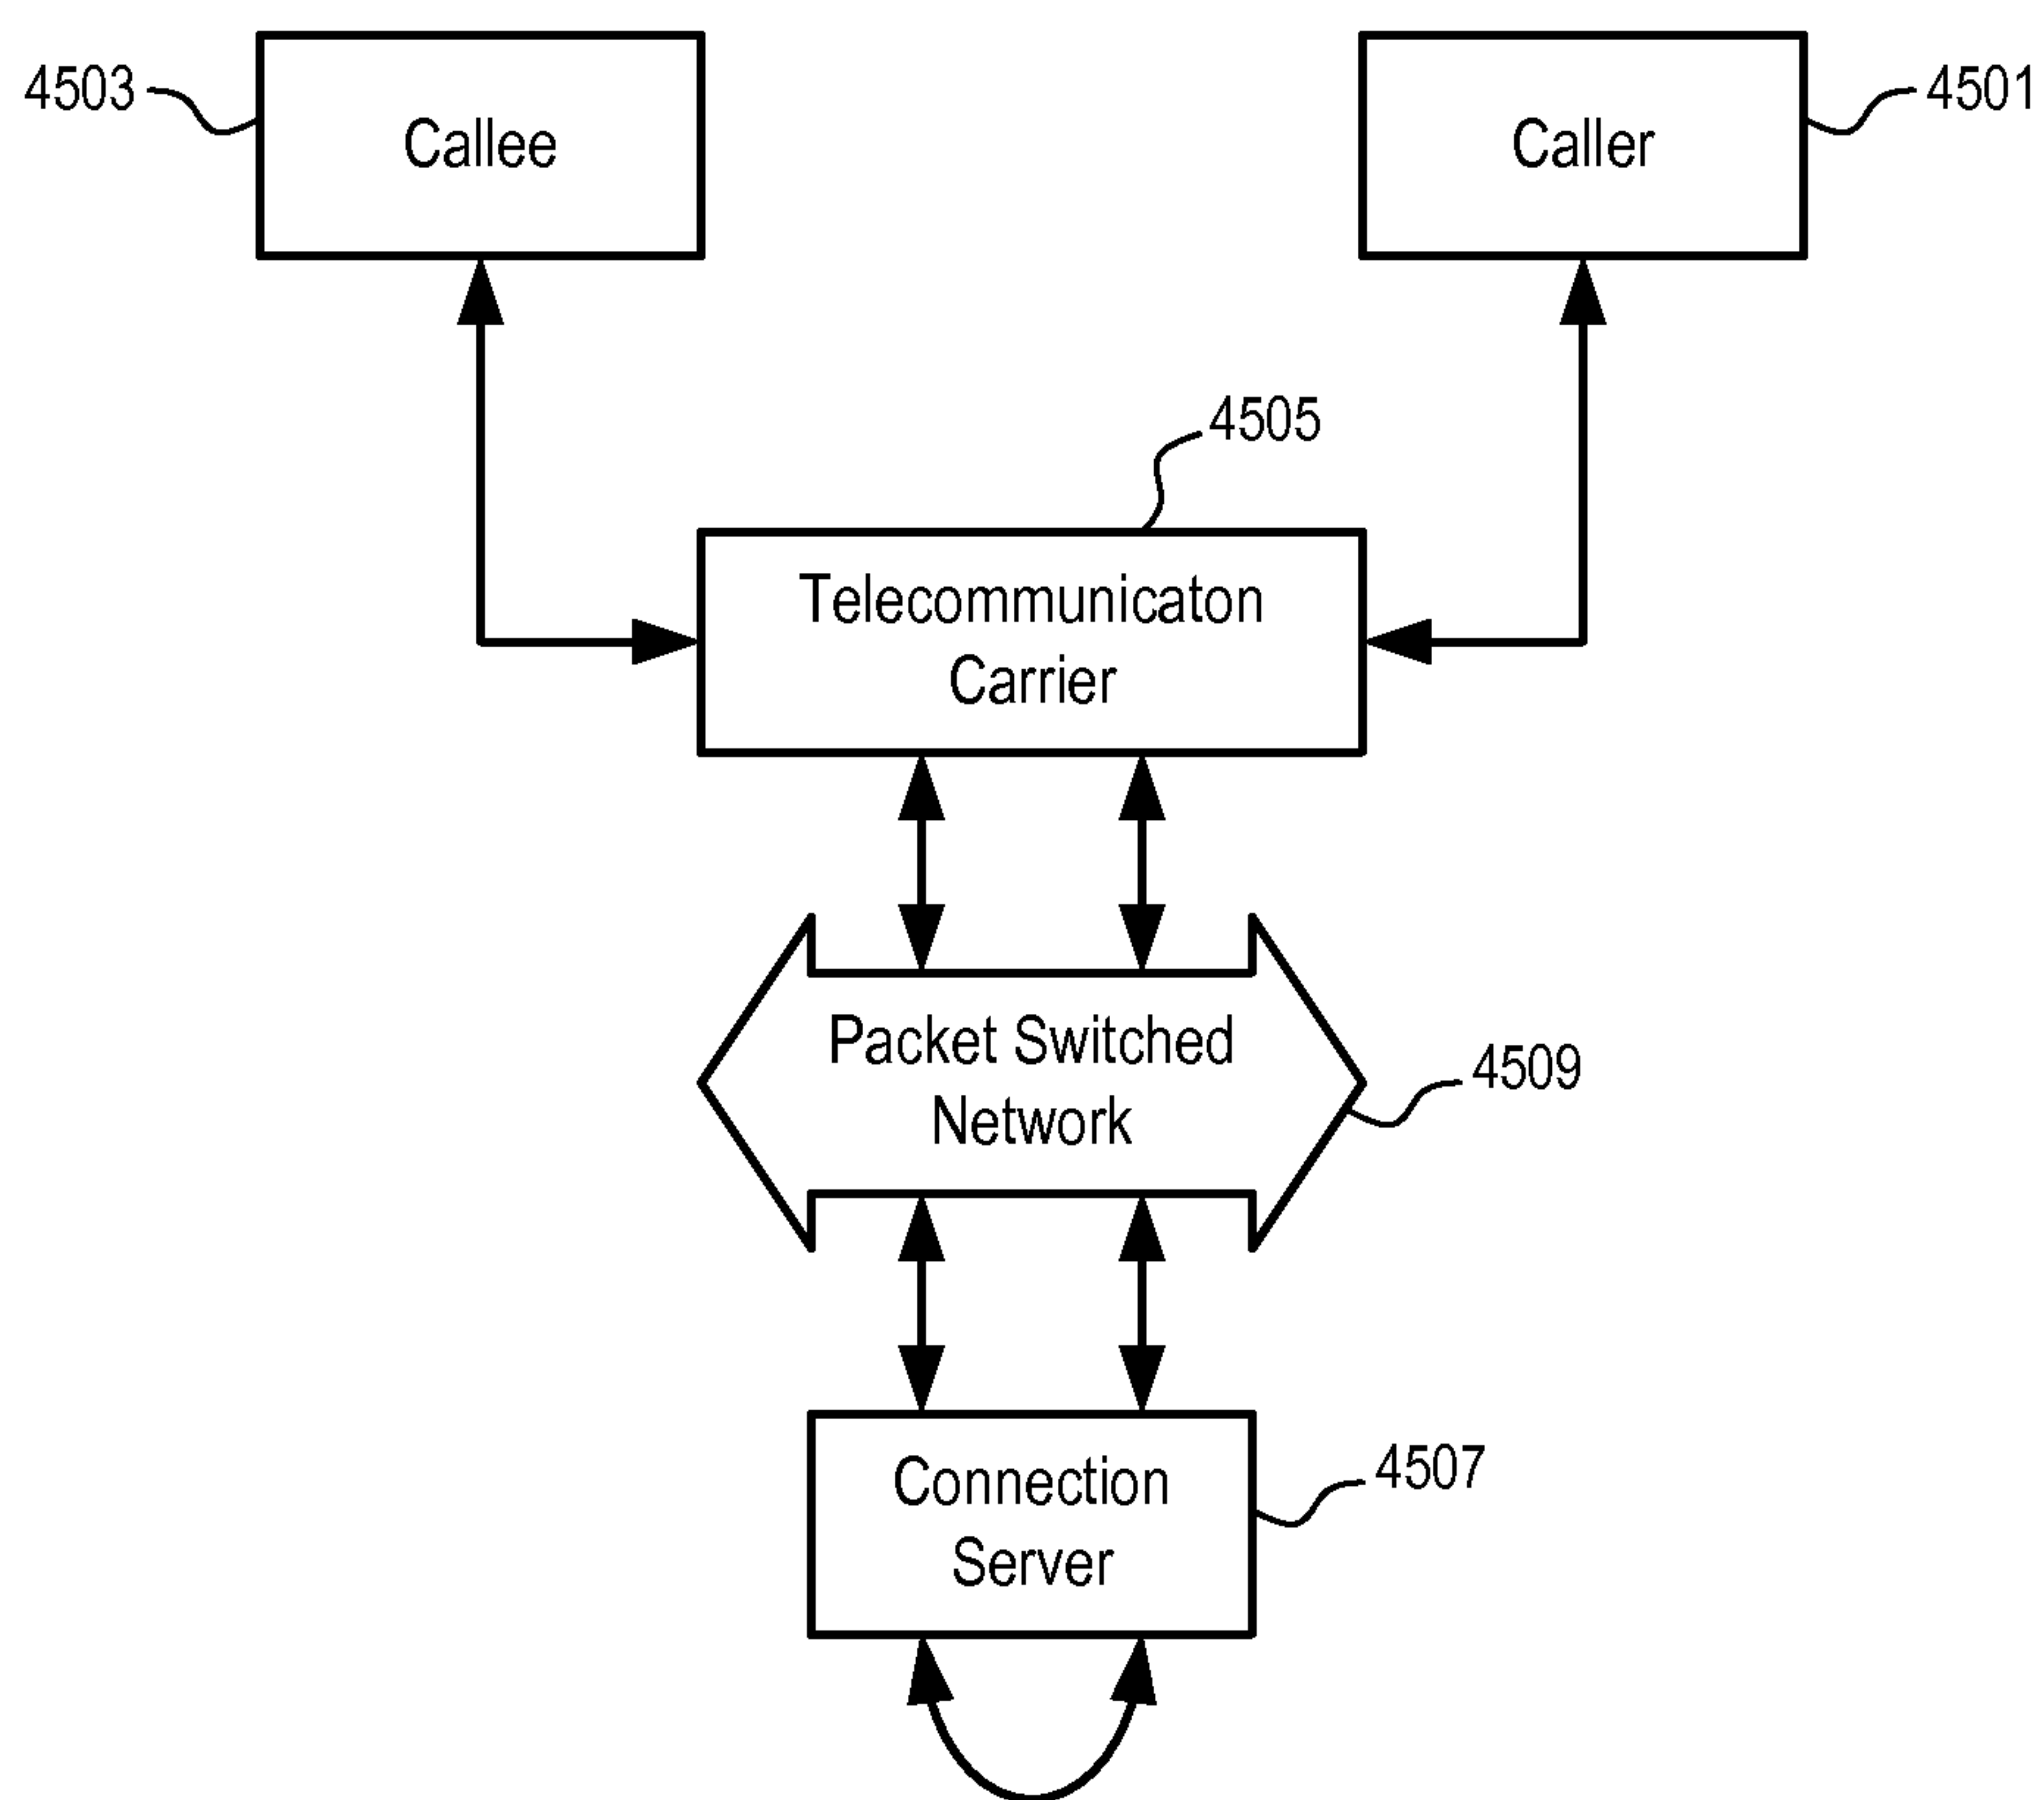 4503
Callee
Caller
4501
4505
Telecommunicaton
Carrier
Packet Switched
Network
4509
Connection
Server
4507